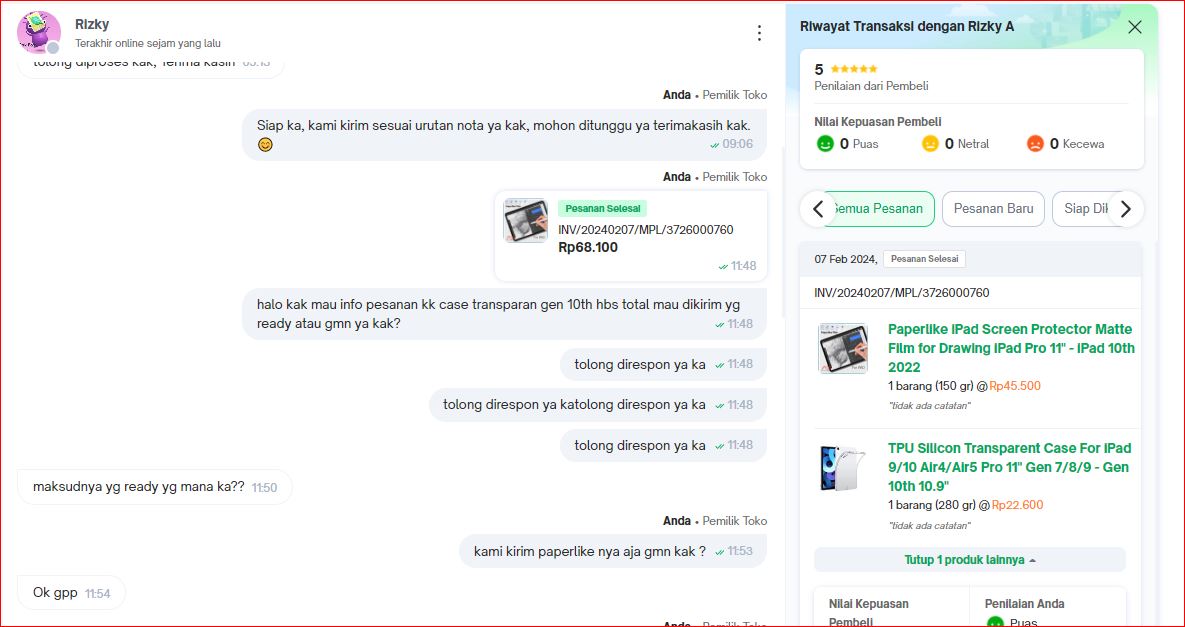 Rizky
Terakhir online sejam yang lalu
tolong diproses kak, Terima kasih 05:13
Anda • Pemilik Toko
Siap ka, kami kirim sesuai urutan nota ya kak, mohon ditunggu ya terimakasih kak.
😊 09:06
Anda • Pemilik Toko
Pesanan Selesai
INV/20240207/MPL/3726000760
Rp68.100
11:48
halo kak mau info pesanan kk case transparan gen 10th hbs total mau dikirim yg
ready atau gmn ya kak? 11:48
tolong direspon ya ka 11:48
tolong direspon ya katolong direspon ya ka 11:48
tolong direspon ya ka 11:48
maksudnya yg ready yg mana ka?? 11:50
Anda • Pemilik Toko
kami kirim paperlike nya aja gmn kak ? 11:53
Ok gpp 11:54
Anda • Pemilik Toko
Riwayat Transaksi dengan Rizky A
5
Penilaian dari Pembeli
Nilai Kepuasan Pembeli
0 Puas 0 Netral 0 Kecewa
Semua Pesanan Pesanan Baru Siap Dik
07 Feb 2024, Pesanan Selesai
INV/20240207/MPL/3726000760
Paperlike iPad Screen Protector Matte
Film for Drawing iPad Pro 11" - iPad 10th
2022
1 barang (150 gr) @ Rp45.500
"tidak ada catatan"
TPU Silicon Transparent Case For iPad
9/10 Air4/Air5 Pro 11" Gen 7/8/9 - Gen
10th 10.9"
1 barang (280 gr) @ Rp22.600
"tidak ada catatan"
Tutup 1 produk lainnya
Nilai Kepuasan
Pembeli
Penilaian Anda
Puas